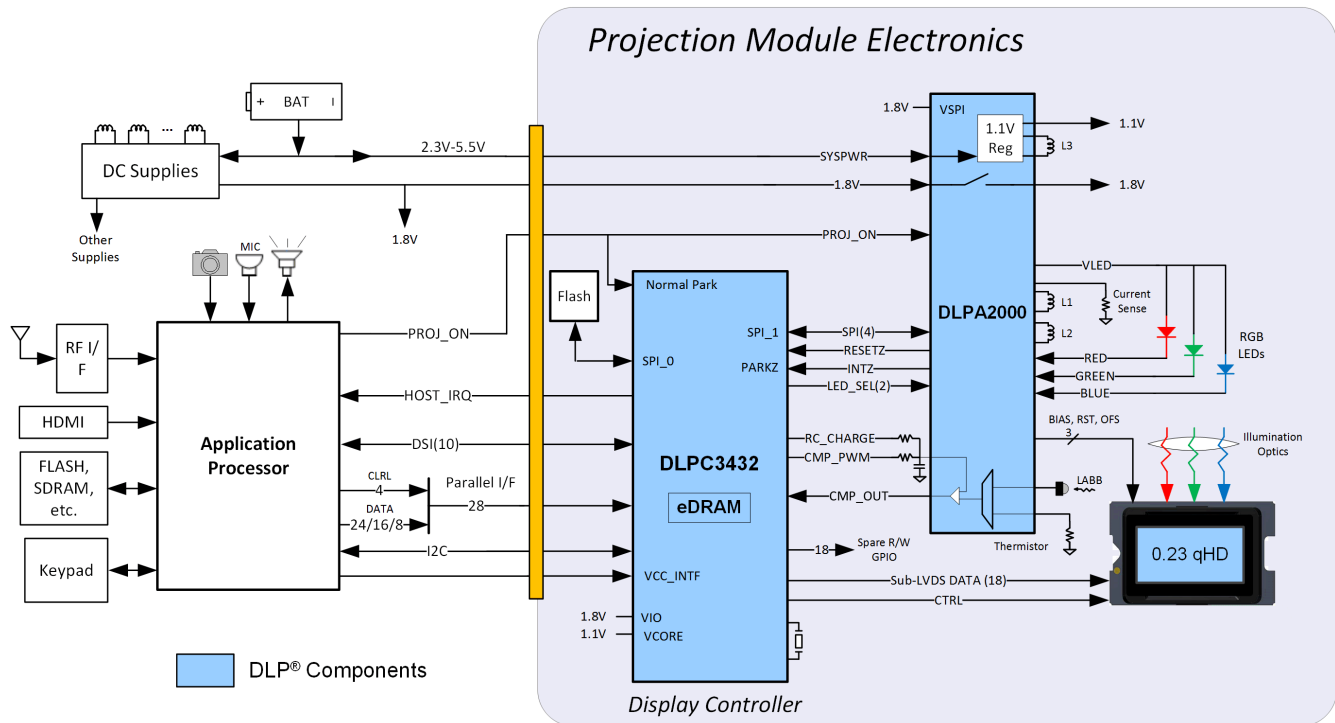 Projection Module Electronics
+ BAT I
DC Supplies
...
2.3V-5.5V
Other
Supplies
1.8V
MIC
RF I/
F
HDMI
FLASH,
SDRAM,
etc.
Keypad
Application
Processor
PROJ_ON
HOST_IRQ
DSI(10)
CLRL
4
DATA
24/16/8
Parallel I/F
28
I2C
SYSPWR
1.8V
PROJ_ON
Flash
Normal Park
SPI_0
SPI_1
PARKZ
DLPC3432
eDRAM
VCC_INTF
1.8V
VIO
1.1V
VCORE
Display Controller
SPI(4)
RESETZ
INTZ
LED_SEL(2)
RC_CHARGE
CMP_PWM
CMP_OUT
18
Spare R/W
GPIO
Sub-LVDS DATA (18)
CTRL
1.8V
VSPI
1.1V
Reg
L3
1.1V
1.8V
DLPA2000
VLED
L1
L2
Current
Sense
RED
GREEN
BLUE
RGB
LEDs
BIAS, RST, OFS
3
Illumination
Optics
LABB
Thermistor
0.23 qHD
DLP® Components